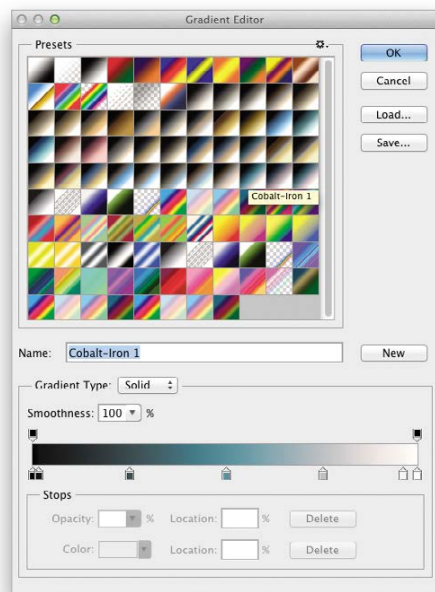 Gradient Editor
Presets
OK
Cancel
Load...
Save...
Cobalt-Iron 1
Name: Cobalt-Iron 1
New
Gradient Type: Solid
Smoothness: 100 %
Stops
Opacity: % Location: % Delete
Color: Location: % Delete